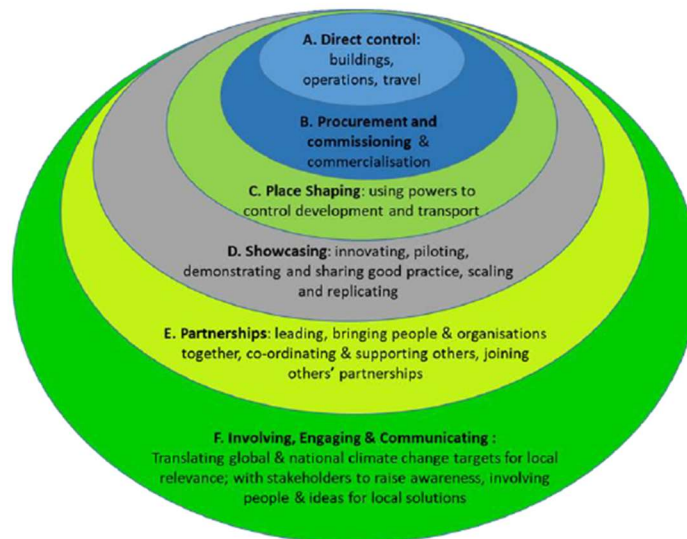 A. Direct control:
buildings,
operations, travel
B. Procurement and
commissioning &
commercialisation
C. Place Shaping: using powers to
control development and transport
D. Showcasing: innovating, piloting,
demonstrating and sharing good practice, scaling
and replicating
E. Partnerships: leading, bringing people & organisations
together, co-ordinating & supporting others, joining
others’ partnerships
F. Involving, Engaging & Communicating :
Translating global & national climate change targets for local
relevance; with stakeholders to raise awareness, involving
people & ideas for local solutions